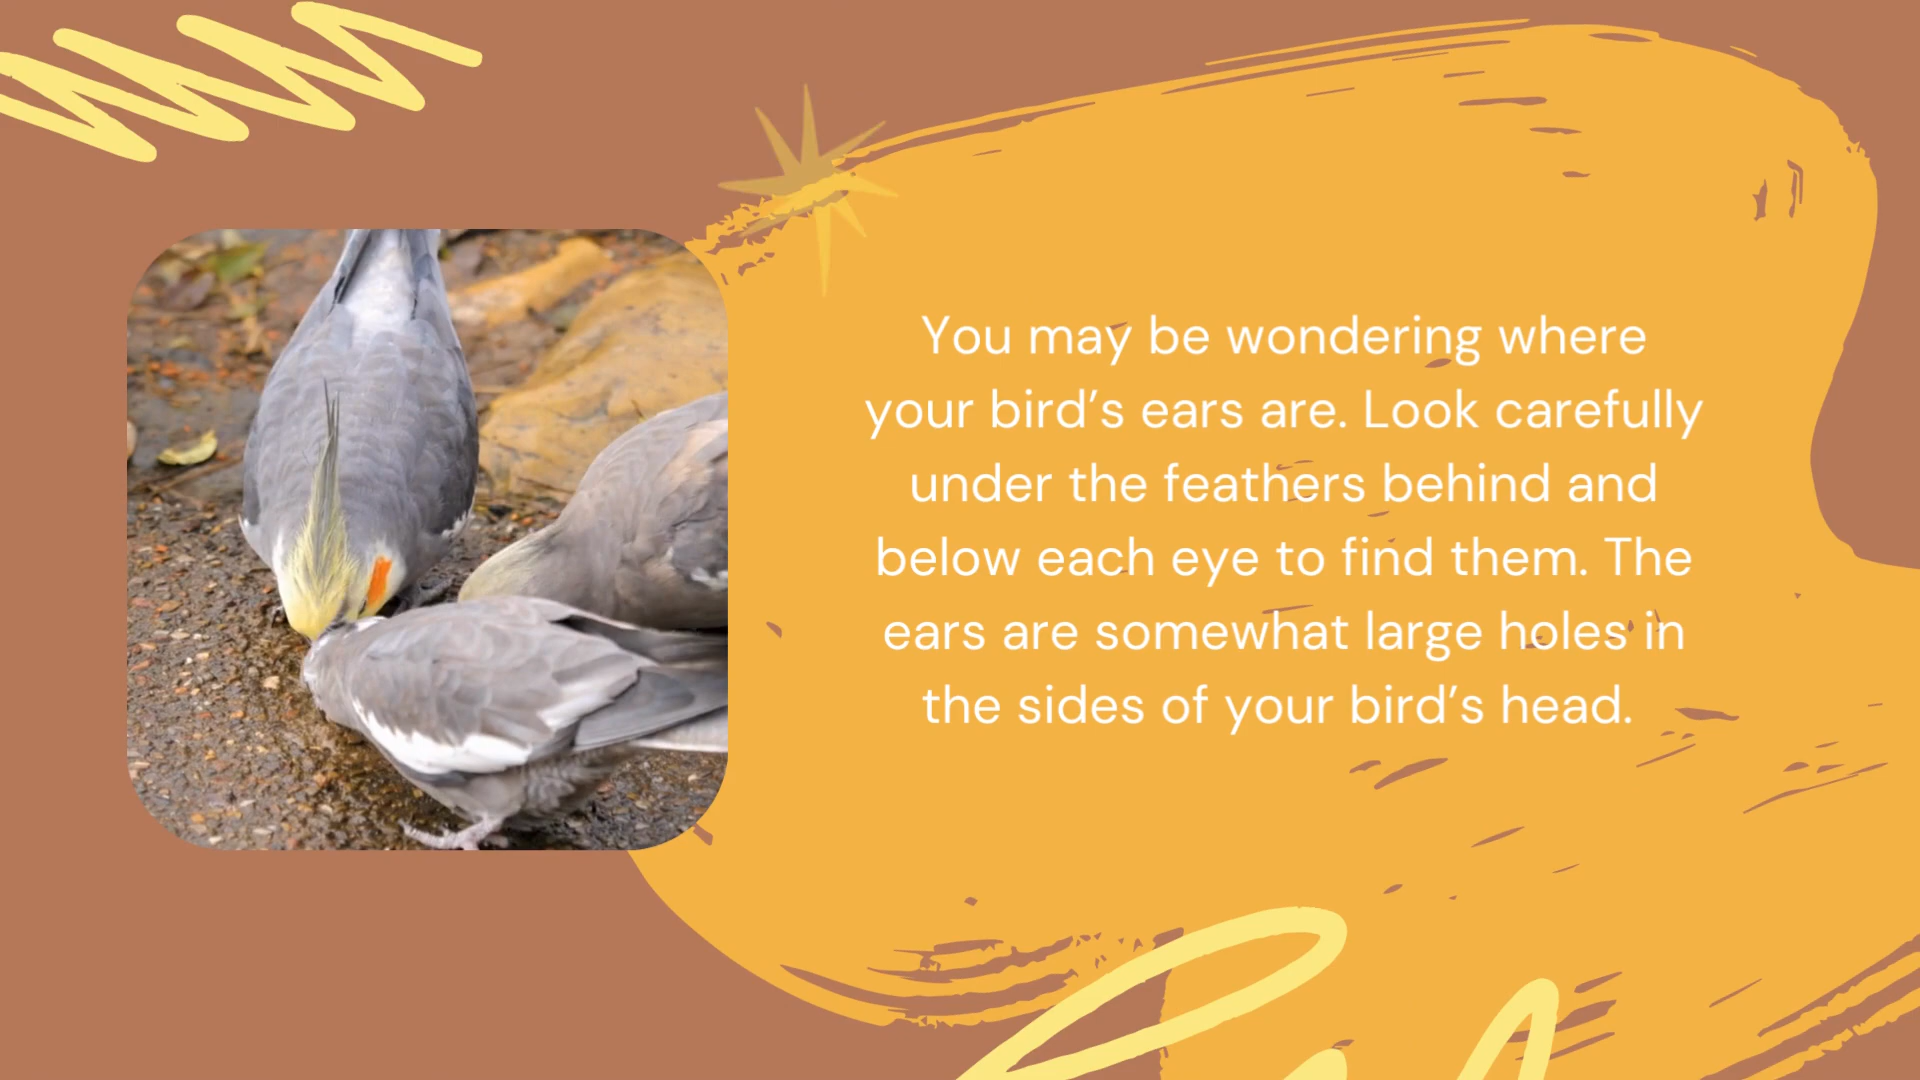 You may be wondering where
your bird’s ears are. Look carefully
under the feathers behind and
below each eye to find them. The
ears are somewhat large holes in
the sides of your bird’s head.